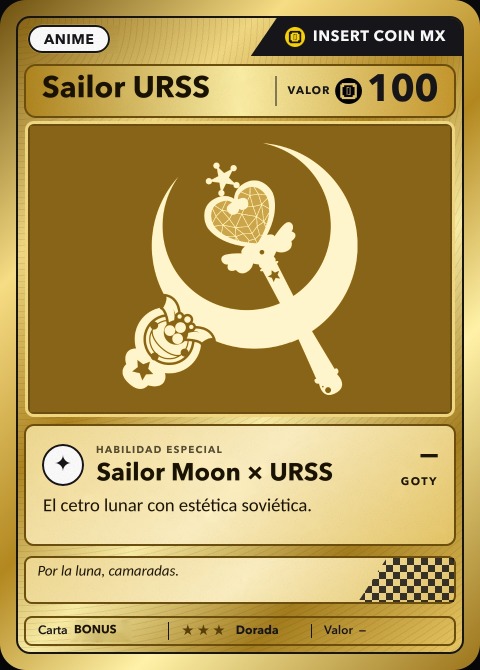 ANIME
INSERT COIN MX
Sailor URSS
VALOR 100
HABILIDAD ESPECIAL
Sailor Moon × URSS
–
GOTY
El cetro lunar con estética soviética.
Por la luna, camaradas.
Carta BONUS
★ ★ ★ Dorada
Valor –